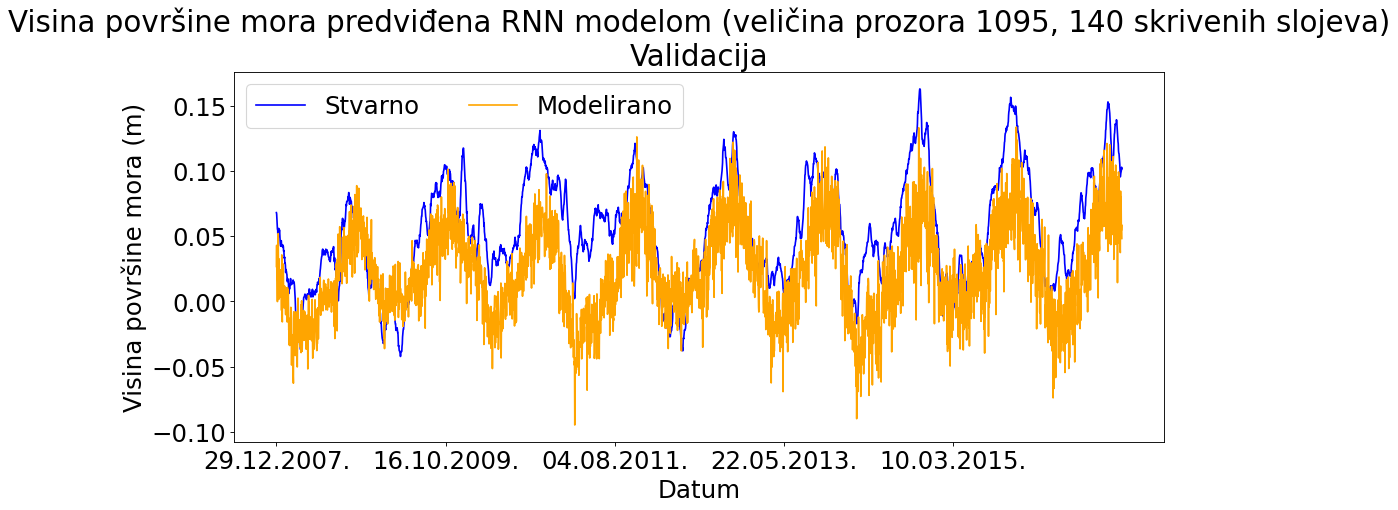 Visina površine mora predviđena RNN modelom (veličina prozora 1095, 140 skrivenih slojeva)
Validacija
Stvarno Modelirano
Visina površine mora (m)
0.15
0.10
0.05
0.00
−0.05
−0.10
29.12.2007. 16.10.2009. 04.08.2011. 22.05.2013. 10.03.2015.
Datum